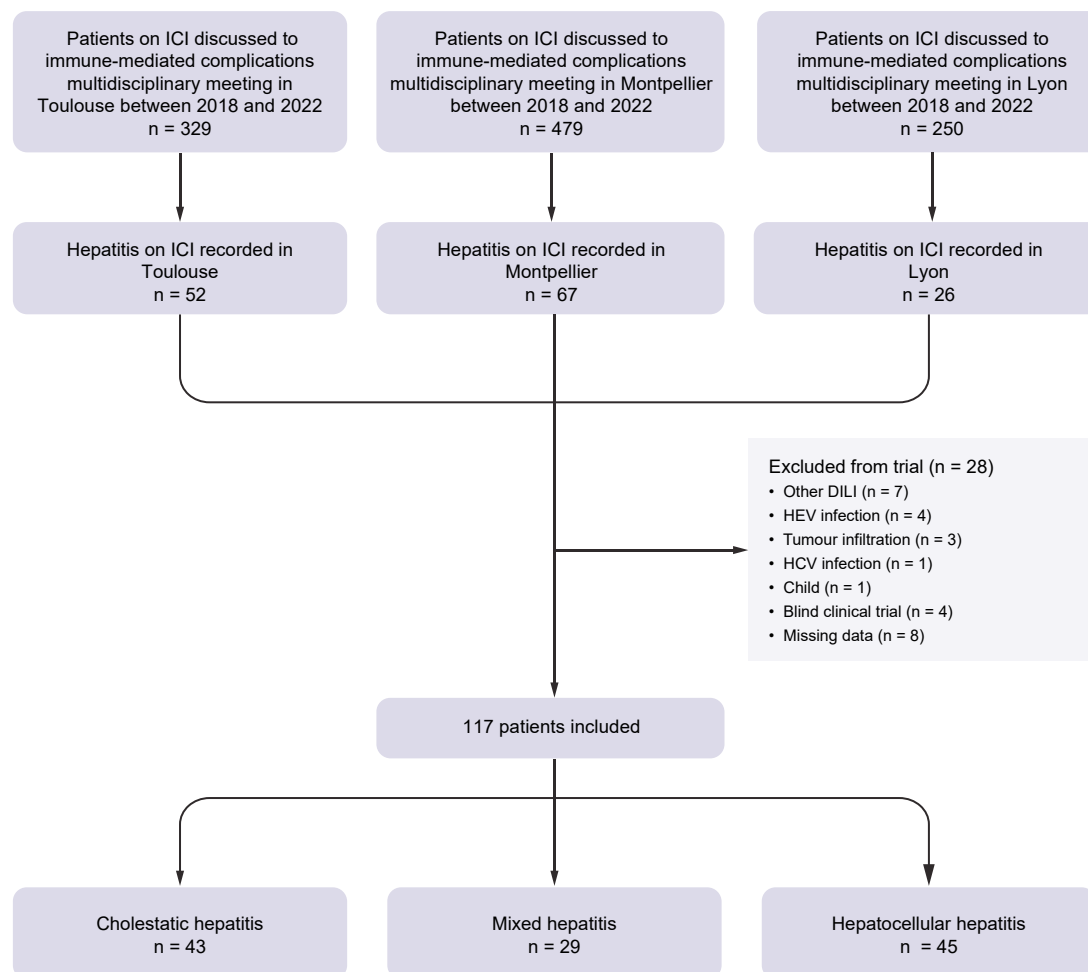 Patients on ICI discussed to
immune-mediated complications
multidisciplinary meeting in
Toulouse between 2018 and 2022
n = 329
Patients on ICI discussed to
immune-mediated complications
multidisciplinary meeting in Montpellier
between 2018 and 2022
n = 479
Patients on ICI discussed to
immune-mediated complications
multidisciplinary meeting in Lyon
between 2018 and 2022
n = 250
Hepatitis on ICI recorded in
Toulouse
n = 52
Hepatitis on ICI recorded in
Montpellier
n = 67
Hepatitis on ICI recorded in
Lyon
n = 26
Excluded from trial (n = 28)
• Other DILI (n = 7)
• HEV infection (n = 4)
• Tumour infiltration (n = 3)
• HCV infection (n = 1)
• Child (n = 1)
• Blind clinical trial (n = 4)
• Missing data (n = 8)
117 patients included
Cholestatic hepatitis
n = 43
Mixed hepatitis
n = 29
Hepatocellular hepatitis
n = 45